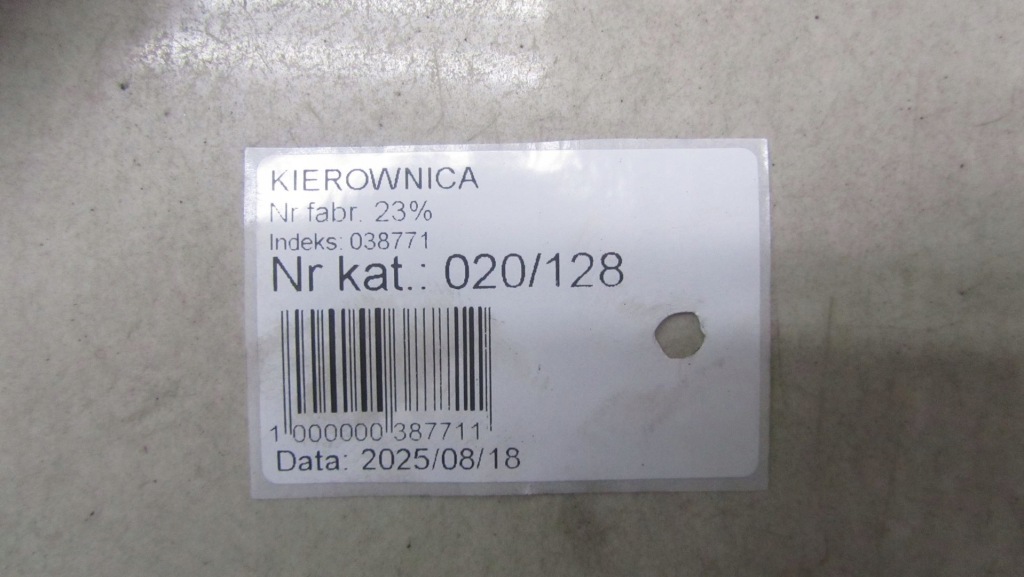 KIEROWNICA
Nr fabr. 23%
Indeks: 038771
Nr kat.: 020/128
1 000000 387711
Data: 2025/08/18